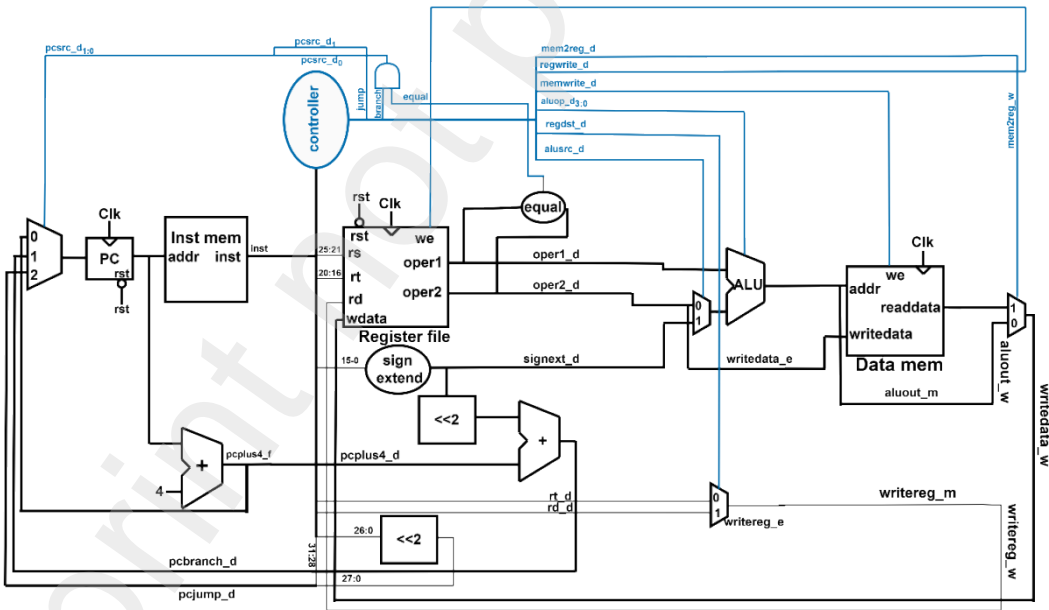 pcsrc_d1:0
pcsrc_d1
pcsrc_d0
jump
branch
equal
controller
mem2reg_d
regwrite_d
memwrite_d
aluop_d3:0
regdst_d
alusrc_d
mem2reg_w
0
1
2
Clk
PC
rst
rst
Inst mem
addr
inst
inst
25:21
20:16
rst
Clk
rst
we
rs
rt
rd
wdata
oper1
oper2
Register file
equal
oper1_d
oper2_d
0
1
ALU
Clk
we
addr
readdata
writedata
Data mem
1
0
aluout_w
writedata_w
15-0
sign
extend
signext_d
writedata_e
aluout_m
<<2
+
4
+
pcplus4_f
pcplus4_d
rt_d
rd_d
0
1
writereg_e
writereg_m
writereg_w
26:0
<<2
31:28
27:0
pcbranch_d
pcjump_d
print not p